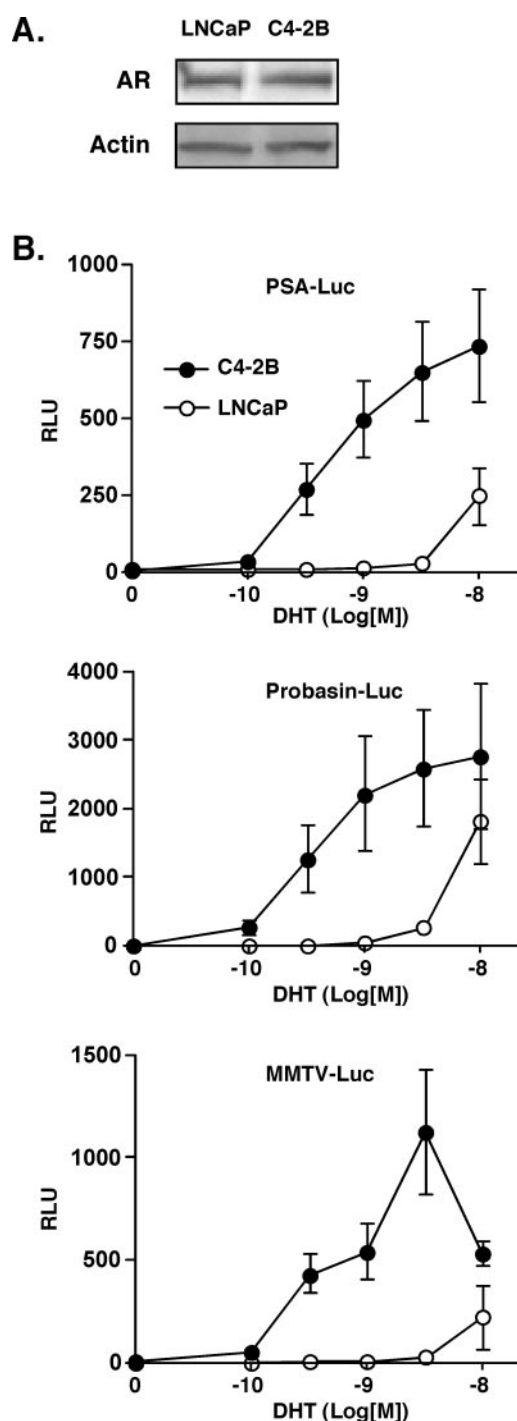 A.
LNCaP C4-2B
AR
Actin
B.
PSA-Luc
1000
750
500
250
0
RLU
C4-2B
LNCaP
0 -10 -9 -8
DHT (Log[M])
Probasin-Luc
4000
3000
2000
1000
0
RLU
0 -10 -9 -8
DHT (Log[M])
MMTV-Luc
1500
1000
500
0
RLU
0 -10 -9 -8
DHT (Log[M])